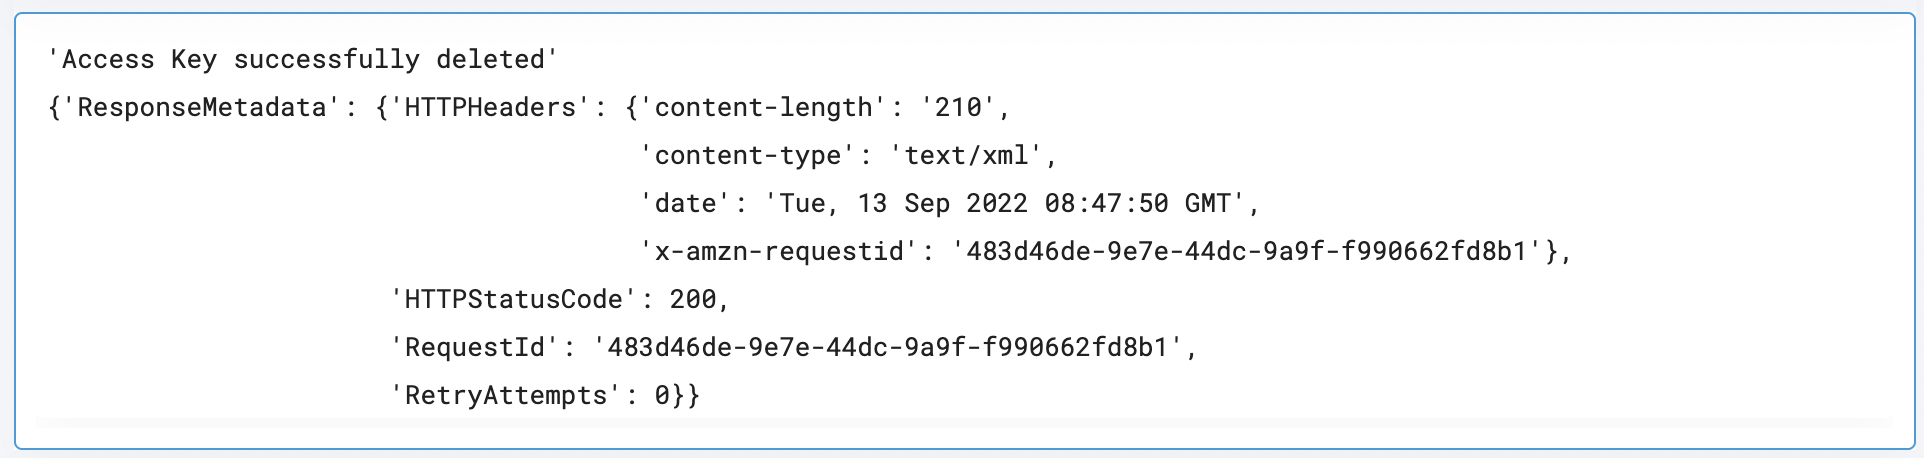 'Access Key successfully deleted'
{'ResponseMetadata': {'HTTPHeaders': {'content-length': '210',
'content-type': 'text/xml',
'date': 'Tue, 13 Sep 2022 08:47:50 GMT',
'x-amzn-requestid': '483d46de-9e7e-44dc-9a9f-f990662fd8b1'},
'HTTPStatusCode': 200,
'RequestId': '483d46de-9e7e-44dc-9a9f-f990662fd8b1',
'RetryAttempts': 0}}